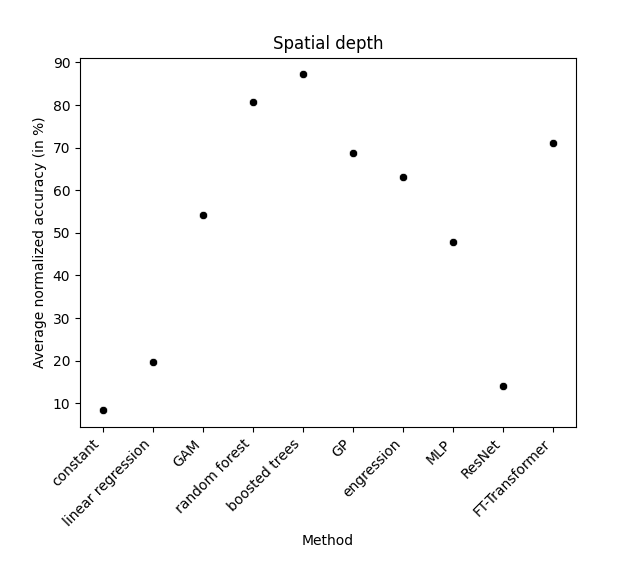 Spatial depth
Average normalized accuracy (in %)
90
80
70
60
50
40
30
20
10
constant
linear regression
GAM
random forest
boosted trees
GP
engression
MLP
ResNet
FT-Transformer
Method